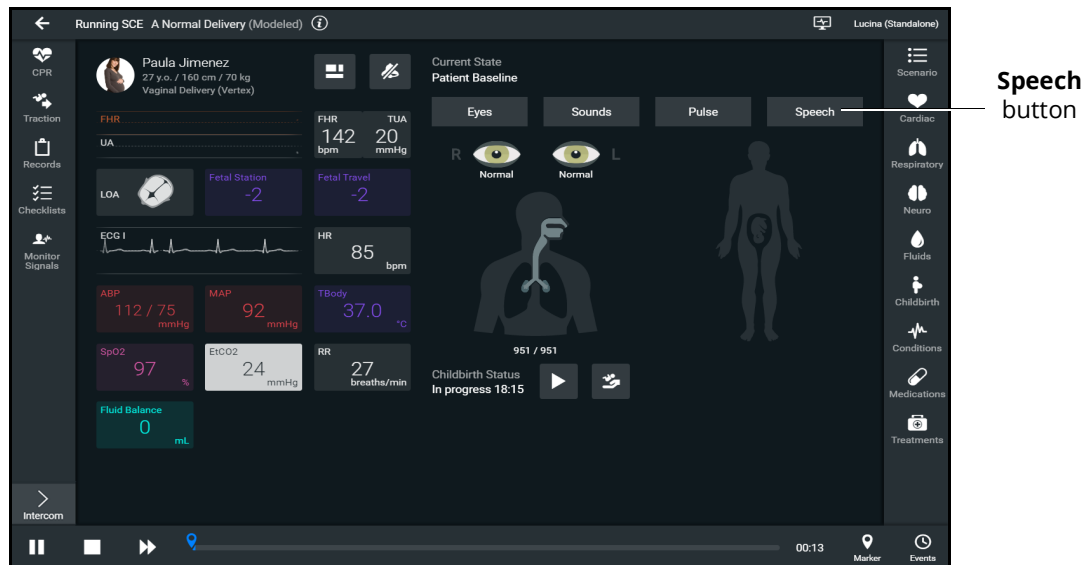 Running SCE A Normal Delivery (Modeled) i
Lucina (Standalone)
CPR
Traction
Records
Checklists
Monitor
Signals
Intercom
Paula Jimenez
27 y.o. / 160 cm / 70 kg
Vaginal Delivery (Vertex)
FHR
UA
FHR TUA
142 20
bpm mmHg
LOA
Fetal Station
-2
Fetal Travel
-2
ECG I
HR
85
bpm
ABP
112 / 75
mmHg
MAP
92
mmHg
TBody
37.0
°C
SpO2
97
%
EtCO2
24
mmHg
RR
27
breaths/min
Fluid Balance
0
mL
Current State
Patient Baseline
Eyes
Sounds
Pulse
Speech
R
L
Normal
Normal
951 / 951
Childbirth Status
In progress 18:15
Scenario
Cardiac
Respiratory
Neuro
Fluids
Childbirth
Conditions
Medications
Treatments
00:13
Marker
Events
Speech
button